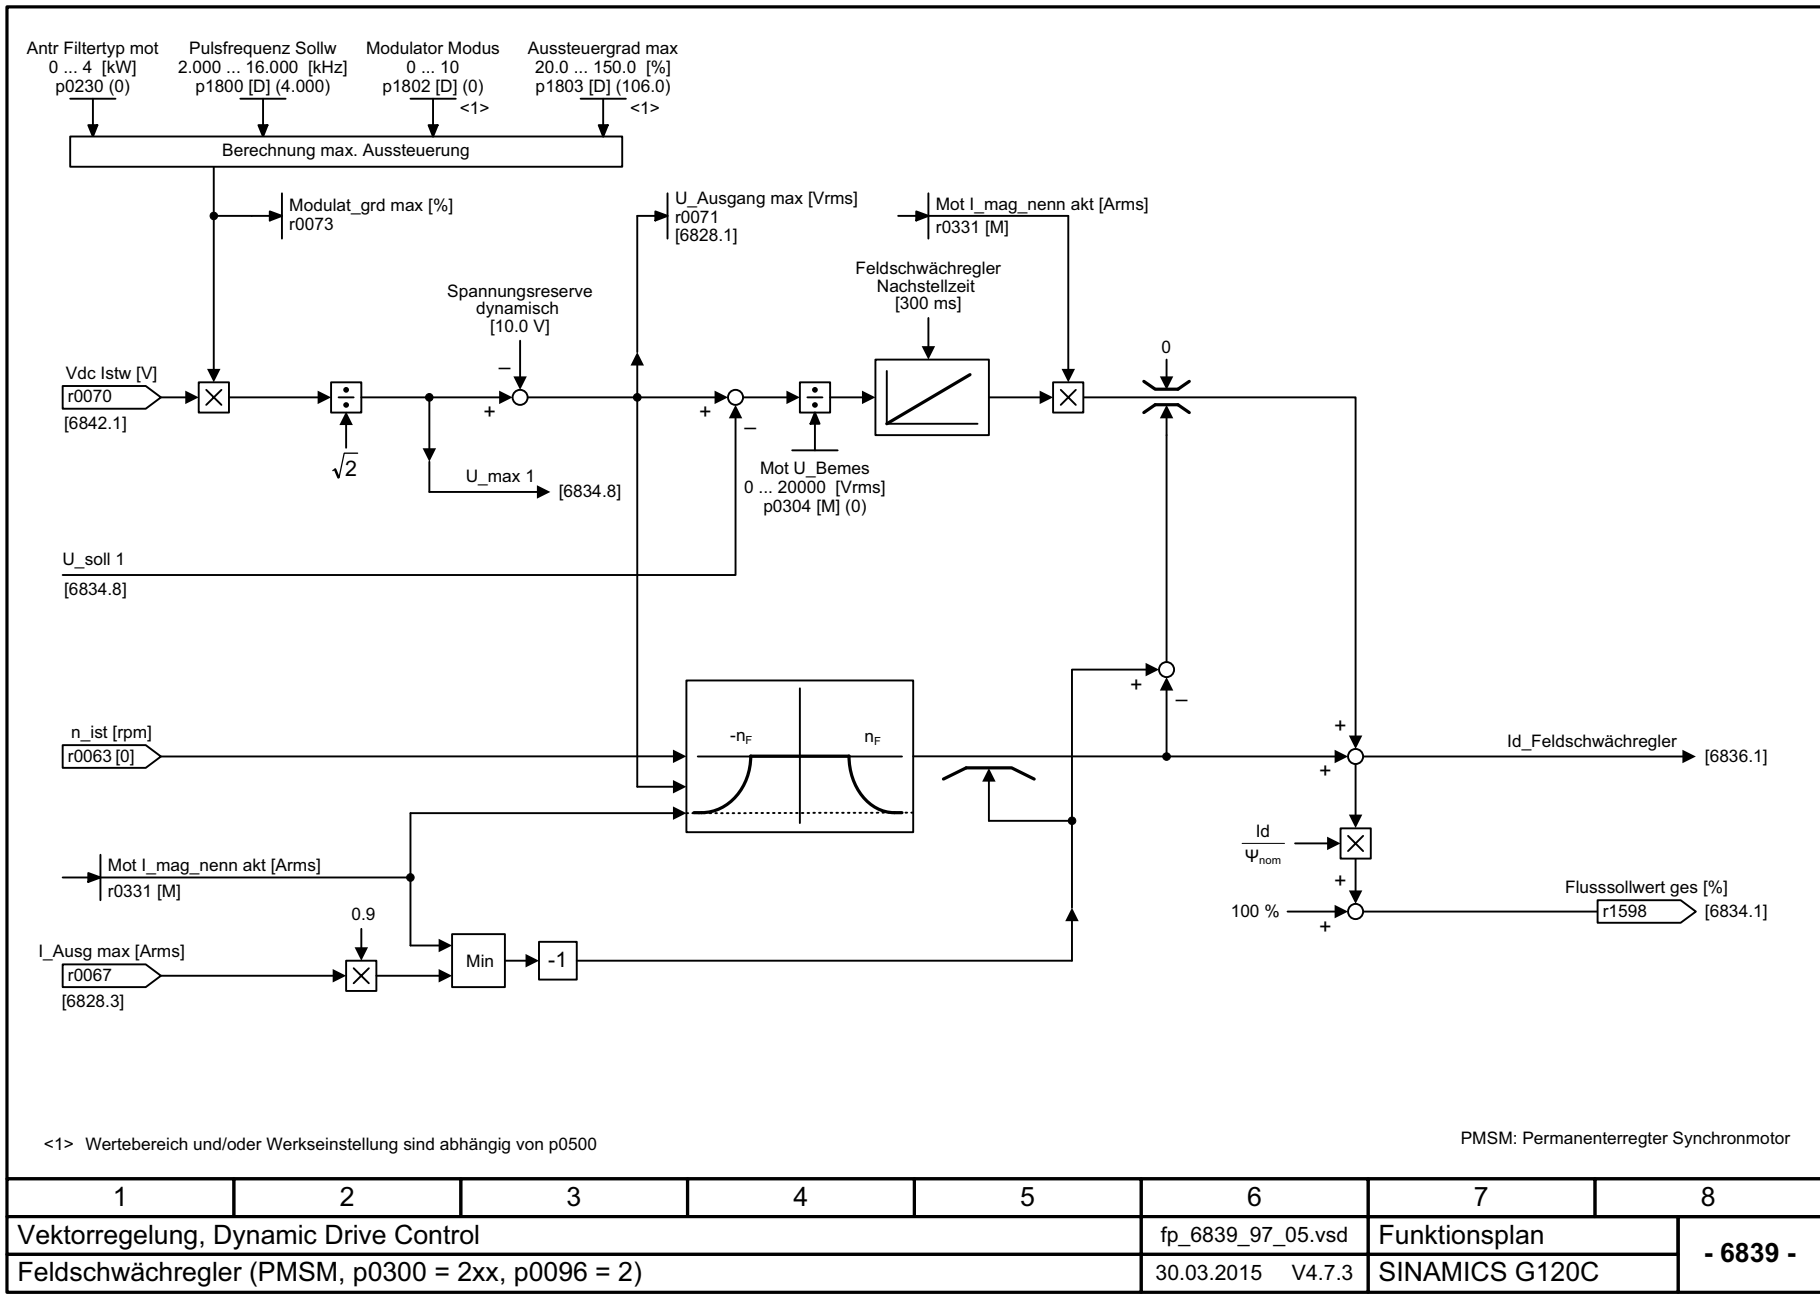 Antr Filtertyp mot
0 ... 4 [kW]
p0230 (0)
Pulsfrequenz Sollw
2.000 ... 16.000 [kHz]
p1800 [D] (4.000)
Modulator Modus
0 ... 10
p1802 [D] (0)
<1>
Aussteuergrad max
20.0 ... 150.0 [%]
p1803 [D] (106.0)
<1>
Berechnung max. Aussteuerung
Modulat_grd max [%]
r0073
U_Ausgang max [Vrms]
r0071
[6828.1]
Mot I_mag_nenn akt [Arms]
r0331 [M]
Feldschwächregler
Nachstellzeit
[300 ms]
Spannungsreserve
dynamisch
[10.0 V]
–
0
Vdc Istw [V]
r0070
[6842.1]
×
÷
√2
+
U_max 1
[6834.8]
+
–
÷
Mot U_Bemes
0 ... 20000 [Vrms]
p0304 [M] (0)
×
U_soll 1
[6834.8]
+
–
n_ist [rpm]
r0063 [0]
-nF
nF
+
+
Id_Feldschwächregler
[6836.1]
Id
Ψnom
×
Mot I_mag_nenn akt [Arms]
r0331 [M]
+
100 %
+
Flusssollwert ges [%]
r1598
[6834.1]
0.9
I_Ausg max [Arms]
r0067
[6828.3]
×
Min
-1
<1> Wertebereich und/oder Werkseinstellung sind abhängig von p0500
PMSM: Permanenterregter Synchronmotor
1 2 3 4 5 6 7 8
Vektorregelung, Dynamic Drive Control
fp_6839_97_05.vsd
Funktionsplan
- 6839 -
Feldschwächregler (PMSM, p0300 = 2xx, p0096 = 2)
30.03.2015 V4.7.3
SINAMICS G120C